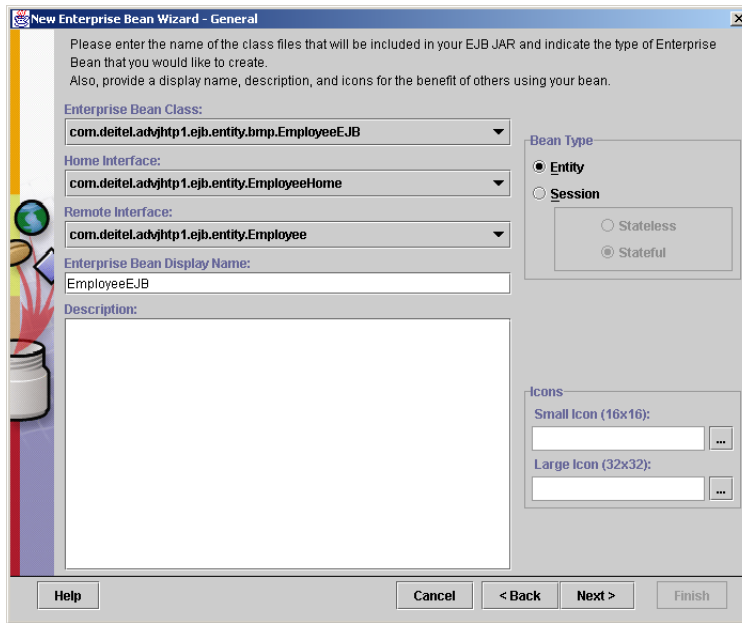 New Enterprise Bean Wizard - General
Please enter the name of the class files that will be included in your EJB JAR and indicate the type of Enterprise
Bean that you would like to create.
Also, provide a display name, description, and icons for the benefit of others using your bean.
Enterprise Bean Class:
com.deitel.advjhtp1.ejb.entity.bmp.EmployeeEJB
Home Interface:
com.deitel.advjhtp1.ejb.entity.EmployeeHome
Remote Interface:
com.deitel.advjhtp1.ejb.entity.Employee
Enterprise Bean Display Name:
EmployeeEJB
Description:
Bean Type
Entity
Session
Stateless
Stateful
Icons
Small Icon (16x16):
...
Large Icon (32x32):
...
Help
Cancel
< Back
Next >
Finish